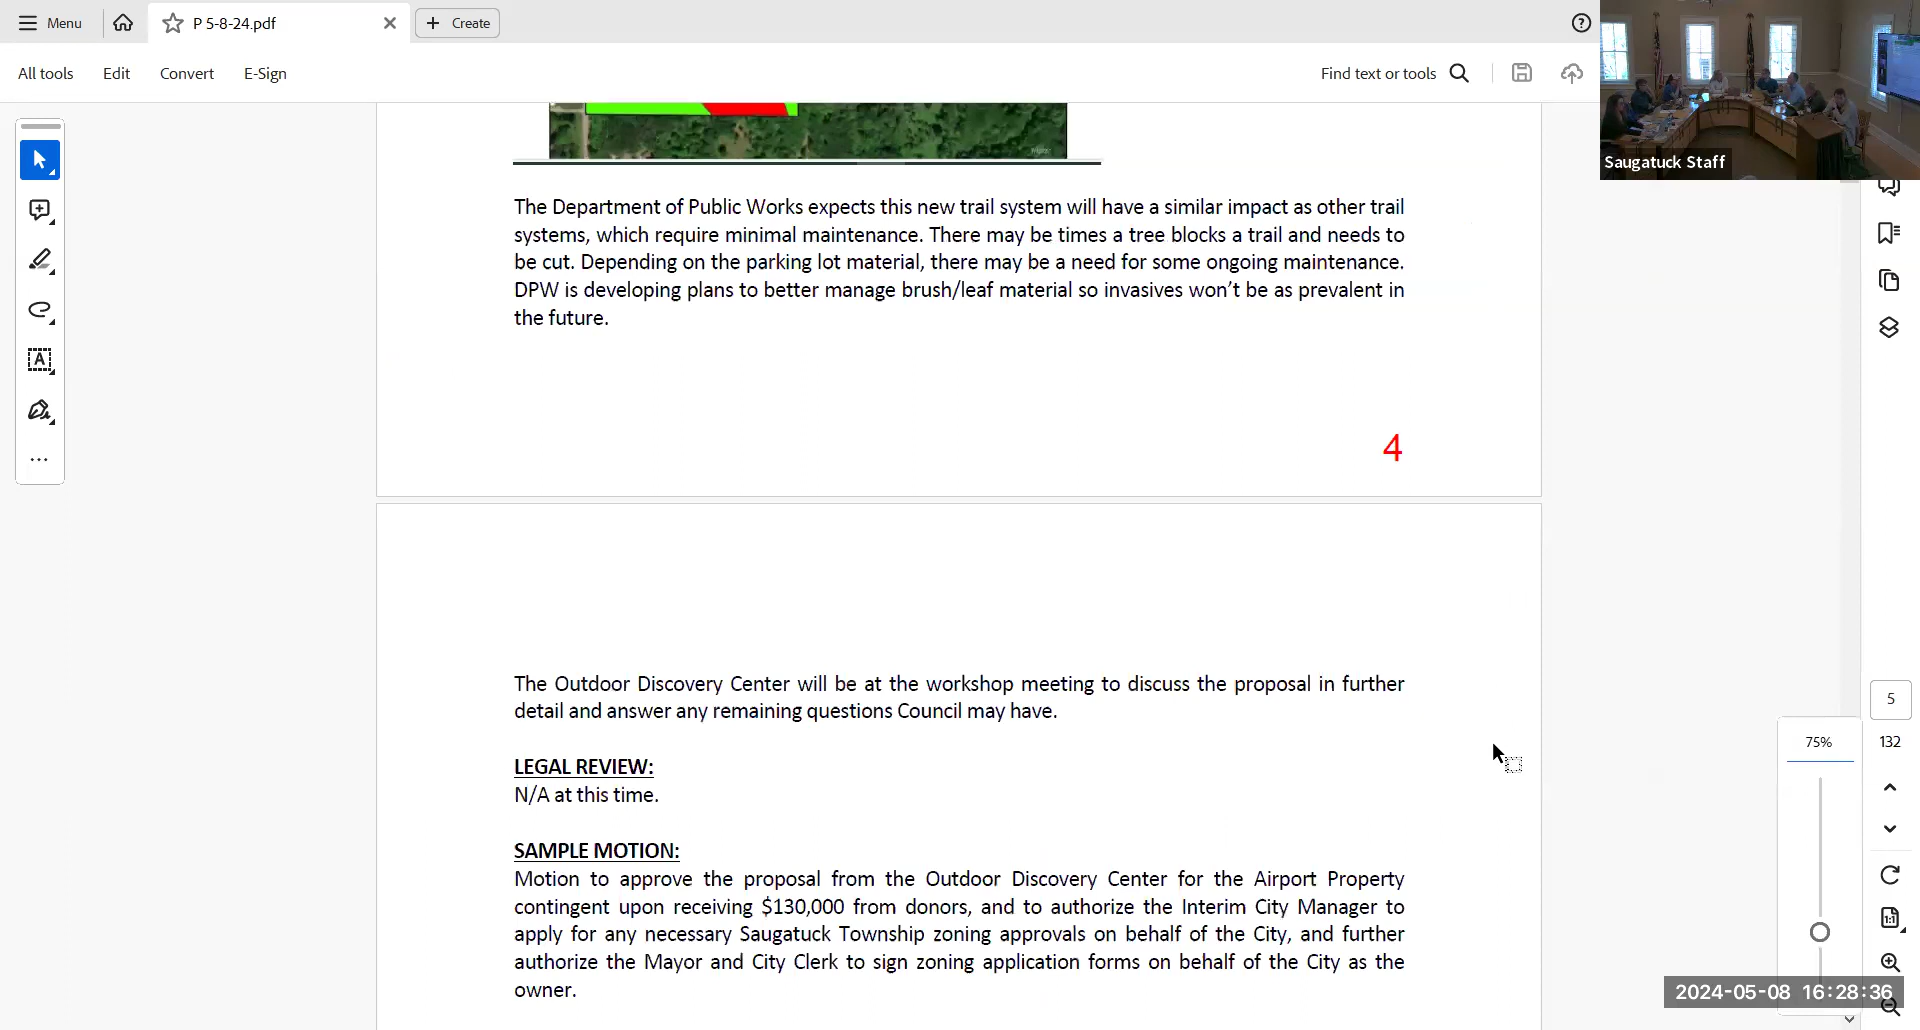 Menu
P 5-8-24.pdf
Create
All tools
Edit
Convert
E-Sign
Find text or tools
Saugatuck Staff
The Department of Public Works expects this new trail system will have a similar impact as other trail
systems, which require minimal maintenance. There may be times a tree blocks a trail and needs to
be cut. Depending on the parking lot material, there may be a need for some ongoing maintenance.
DPW is developing plans to better manage brush/leaf material so invasives won't be as prevalent in
the future.
4
The Outdoor Discovery Center will be at the workshop meeting to discuss the proposal in further
detail and answer any remaining questions Council may have.
LEGAL REVIEW:
N/A at this time.
SAMPLE MOTION:
Motion to approve the proposal from the Outdoor Discovery Center for the Airport Property
contingent upon receiving $130,000 from donors, and to authorize the Interim City Manager to
apply for any necessary Saugatuck Township zoning approvals on behalf of the City, and further
authorize the Mayor and City Clerk to sign zoning application forms on behalf of the City as the
owner.
5
75%
132
2024-05-08 16:28:36